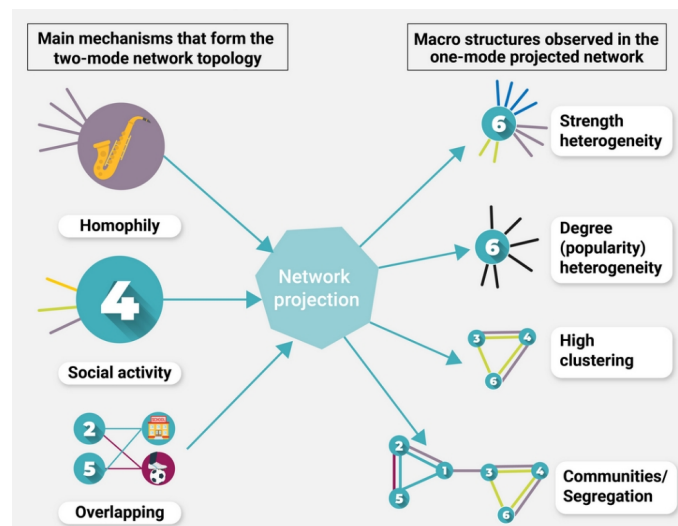 Main mechanisms that form the
two-mode network topology
Macro structures observed in the
one-mode projected network
Homophily
4
Social activity
2
5
SCHOOL
Overlapping
Network
projection
6
Strength
heterogeneity
6
Degree
(popularity)
heterogeneity
3
4
6
High
clustering
2
1
5
3
4
6
Communities/
Segregation